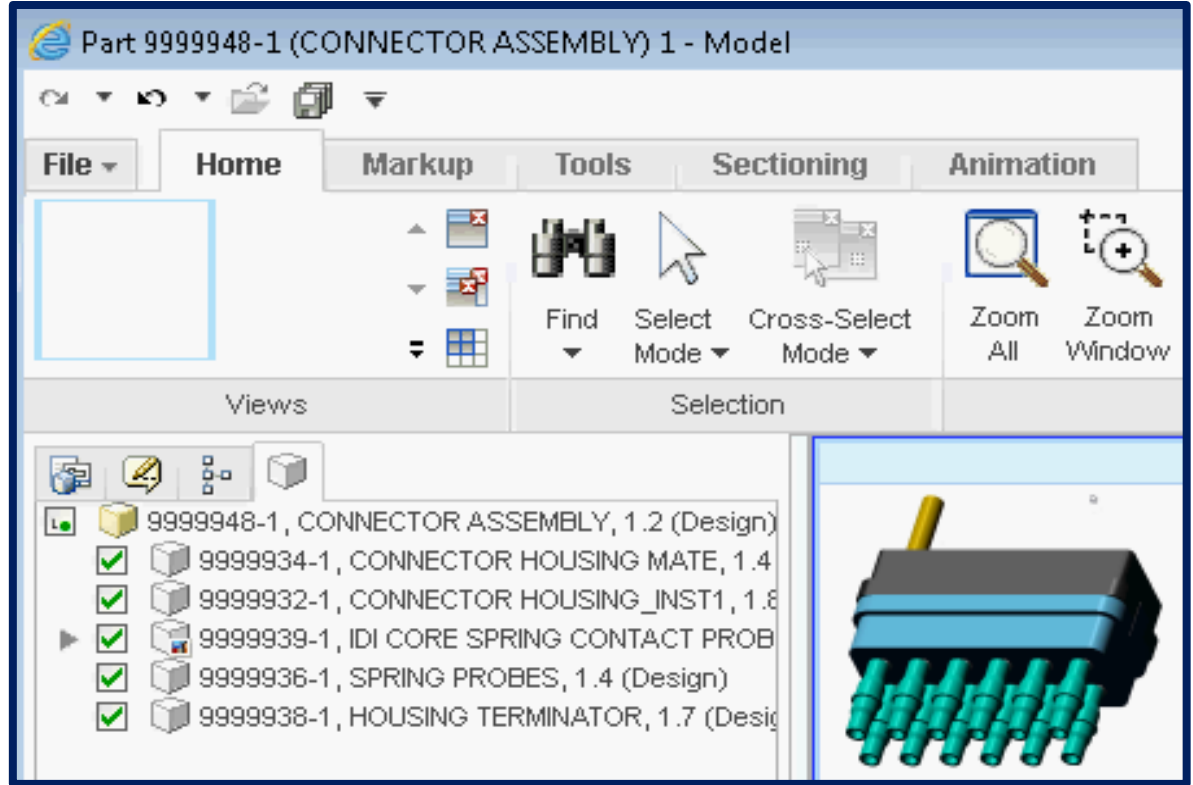 Part 9999948-1 (CONNECTOR ASSEMBLY) 1 - Model
File Home Markup Tools Sectioning Animation
Find Select Mode Cross-Select Mode Zoom All Zoom Window
Views Selection
9999948-1, CONNECTOR ASSEMBLY, 1.2 (Design)
9999934-1, CONNECTOR HOUSING MATE, 1.4
9999932-1, CONNECTOR HOUSING_INST1, 1.8
9999939-1, IDI CORE SPRING CONTACT PROB
9999936-1, SPRING PROBES, 1.4 (Design)
9999938-1, HOUSING TERMINATOR, 1.7 (Desig